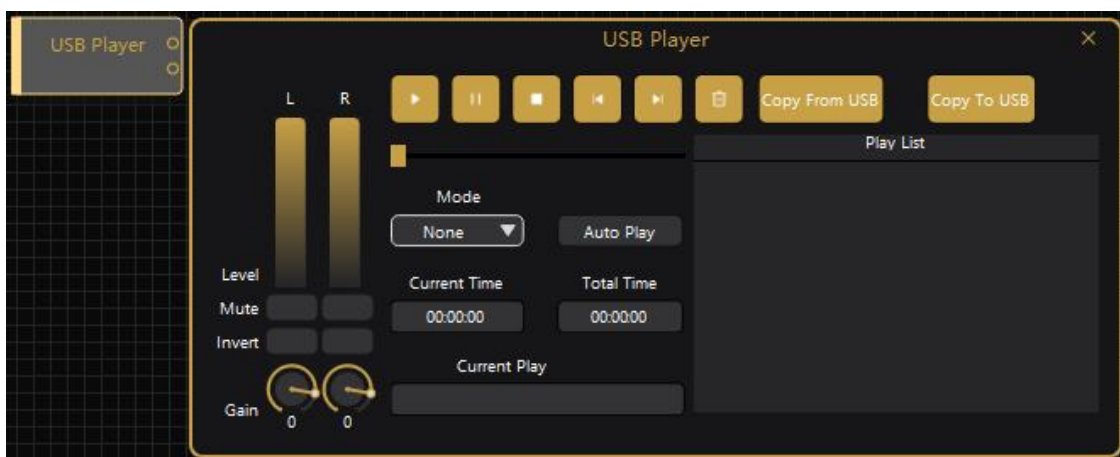 USB Player
USB Player
L R
Copy From USB Copy To USB
Play List
Mode
None Auto Play
Level
Current Time Total Time
Mute
00:00:00 00:00:00
Invert
Current Play
Gain
0 0